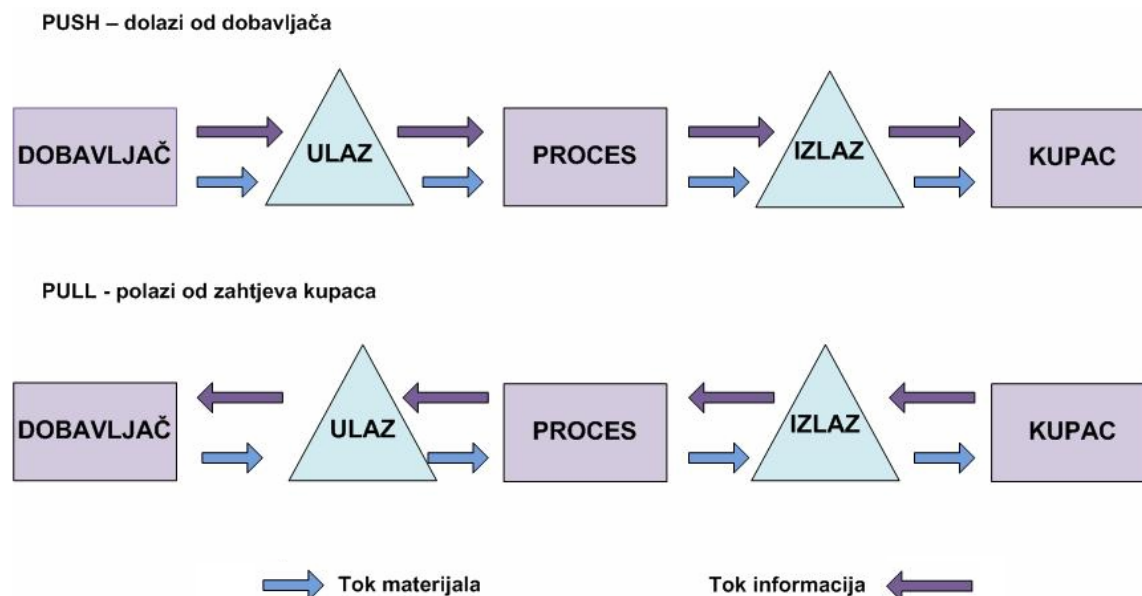 PUSH – dolazi od dobavljača
DOBAVLJAČ
ULAZ
PROCES
IZLAZ
KUPAC
PULL - polazi od zahtjeva kupaca
DOBAVLJAČ
ULAZ
PROCES
IZLAZ
KUPAC
Tok materijala
Tok informacija